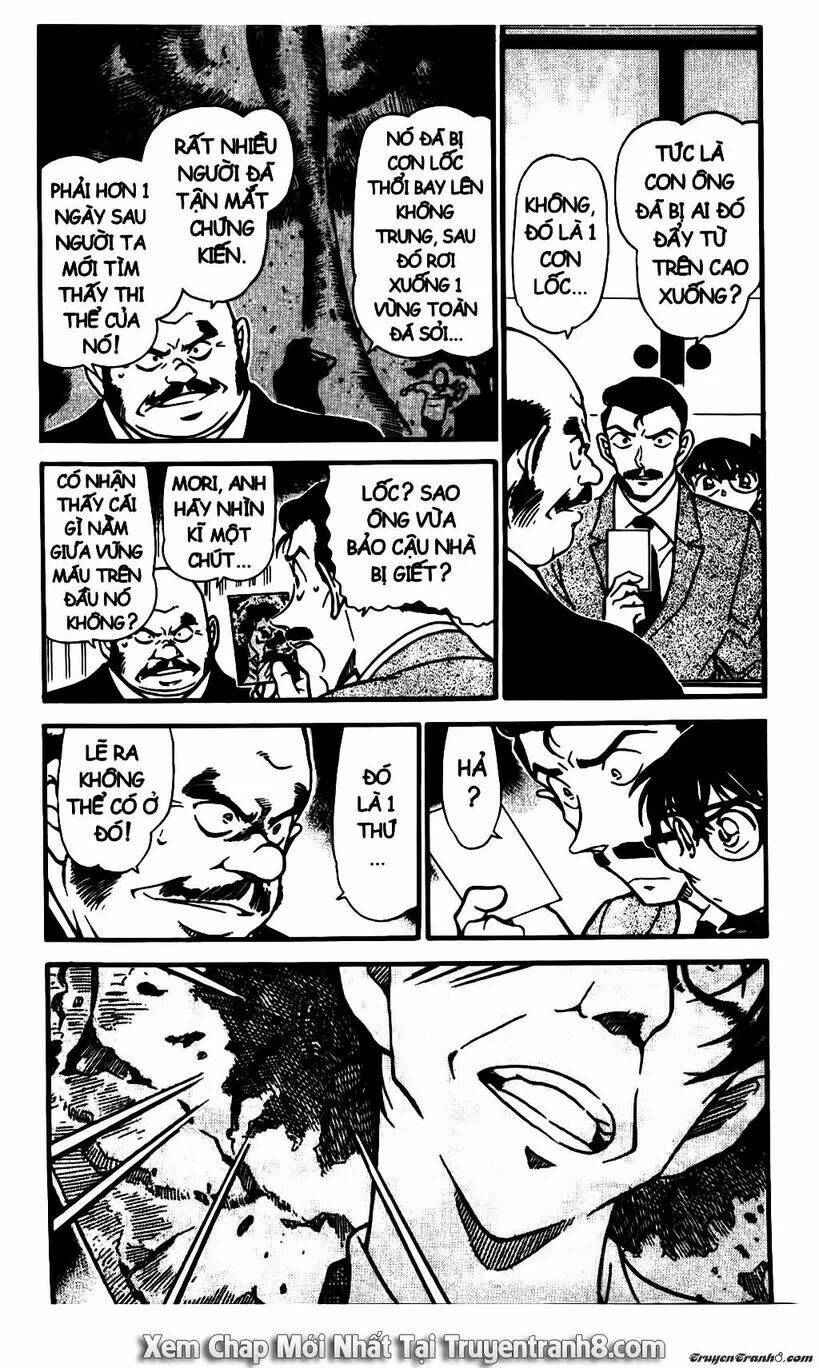 TỨC LÀ
CON ÔNG
ĐÃ BỊ AI ĐÓ
ĐẨY TỪ
TRÊN CAO
XUỐNG?
KHÔNG,
ĐÓ LÀ 1
CƠN
LỐC...
NÓ ĐÃ BỊ
CƠN LỐC
THỔI BAY LÊN
KHÔNG
TRUNG, SAU
ĐÓ RƠI
XUỐNG 1
VÙNG TOÀN
ĐÁ SỎI...
RẤT NHIỀU
NGƯỜI ĐÃ
TẬN MẮT
CHỨNG
KIẾN.
PHẢI HƠN 1
NGÀY SAU
NGƯỜI TA
MỚI TÌM
THẤY THI
THỂ CỦA
NÓ!
LỐC? SAO
ÔNG VỪA
BẢO CẬU NHÀ
BỊ GIẾT?
MORI, ANH
HÃY NHÌN
KĨ MỘT
CHÚT...
CÓ NHẬN
THẤY CÁI
GÌ NẰM
GIƯA VŨNG
MÁU TRÊN
ĐẦU NÓ
KHÔNG?
HẢ
?
ĐÓ
LÀ 1
THỨ
...
LẼ RA
KHÔNG
THỂ CÓ Ở
ĐÓ!
Xem Chap Mới Nhất Tại Truyentranh8.com
TruyenTranh8.com